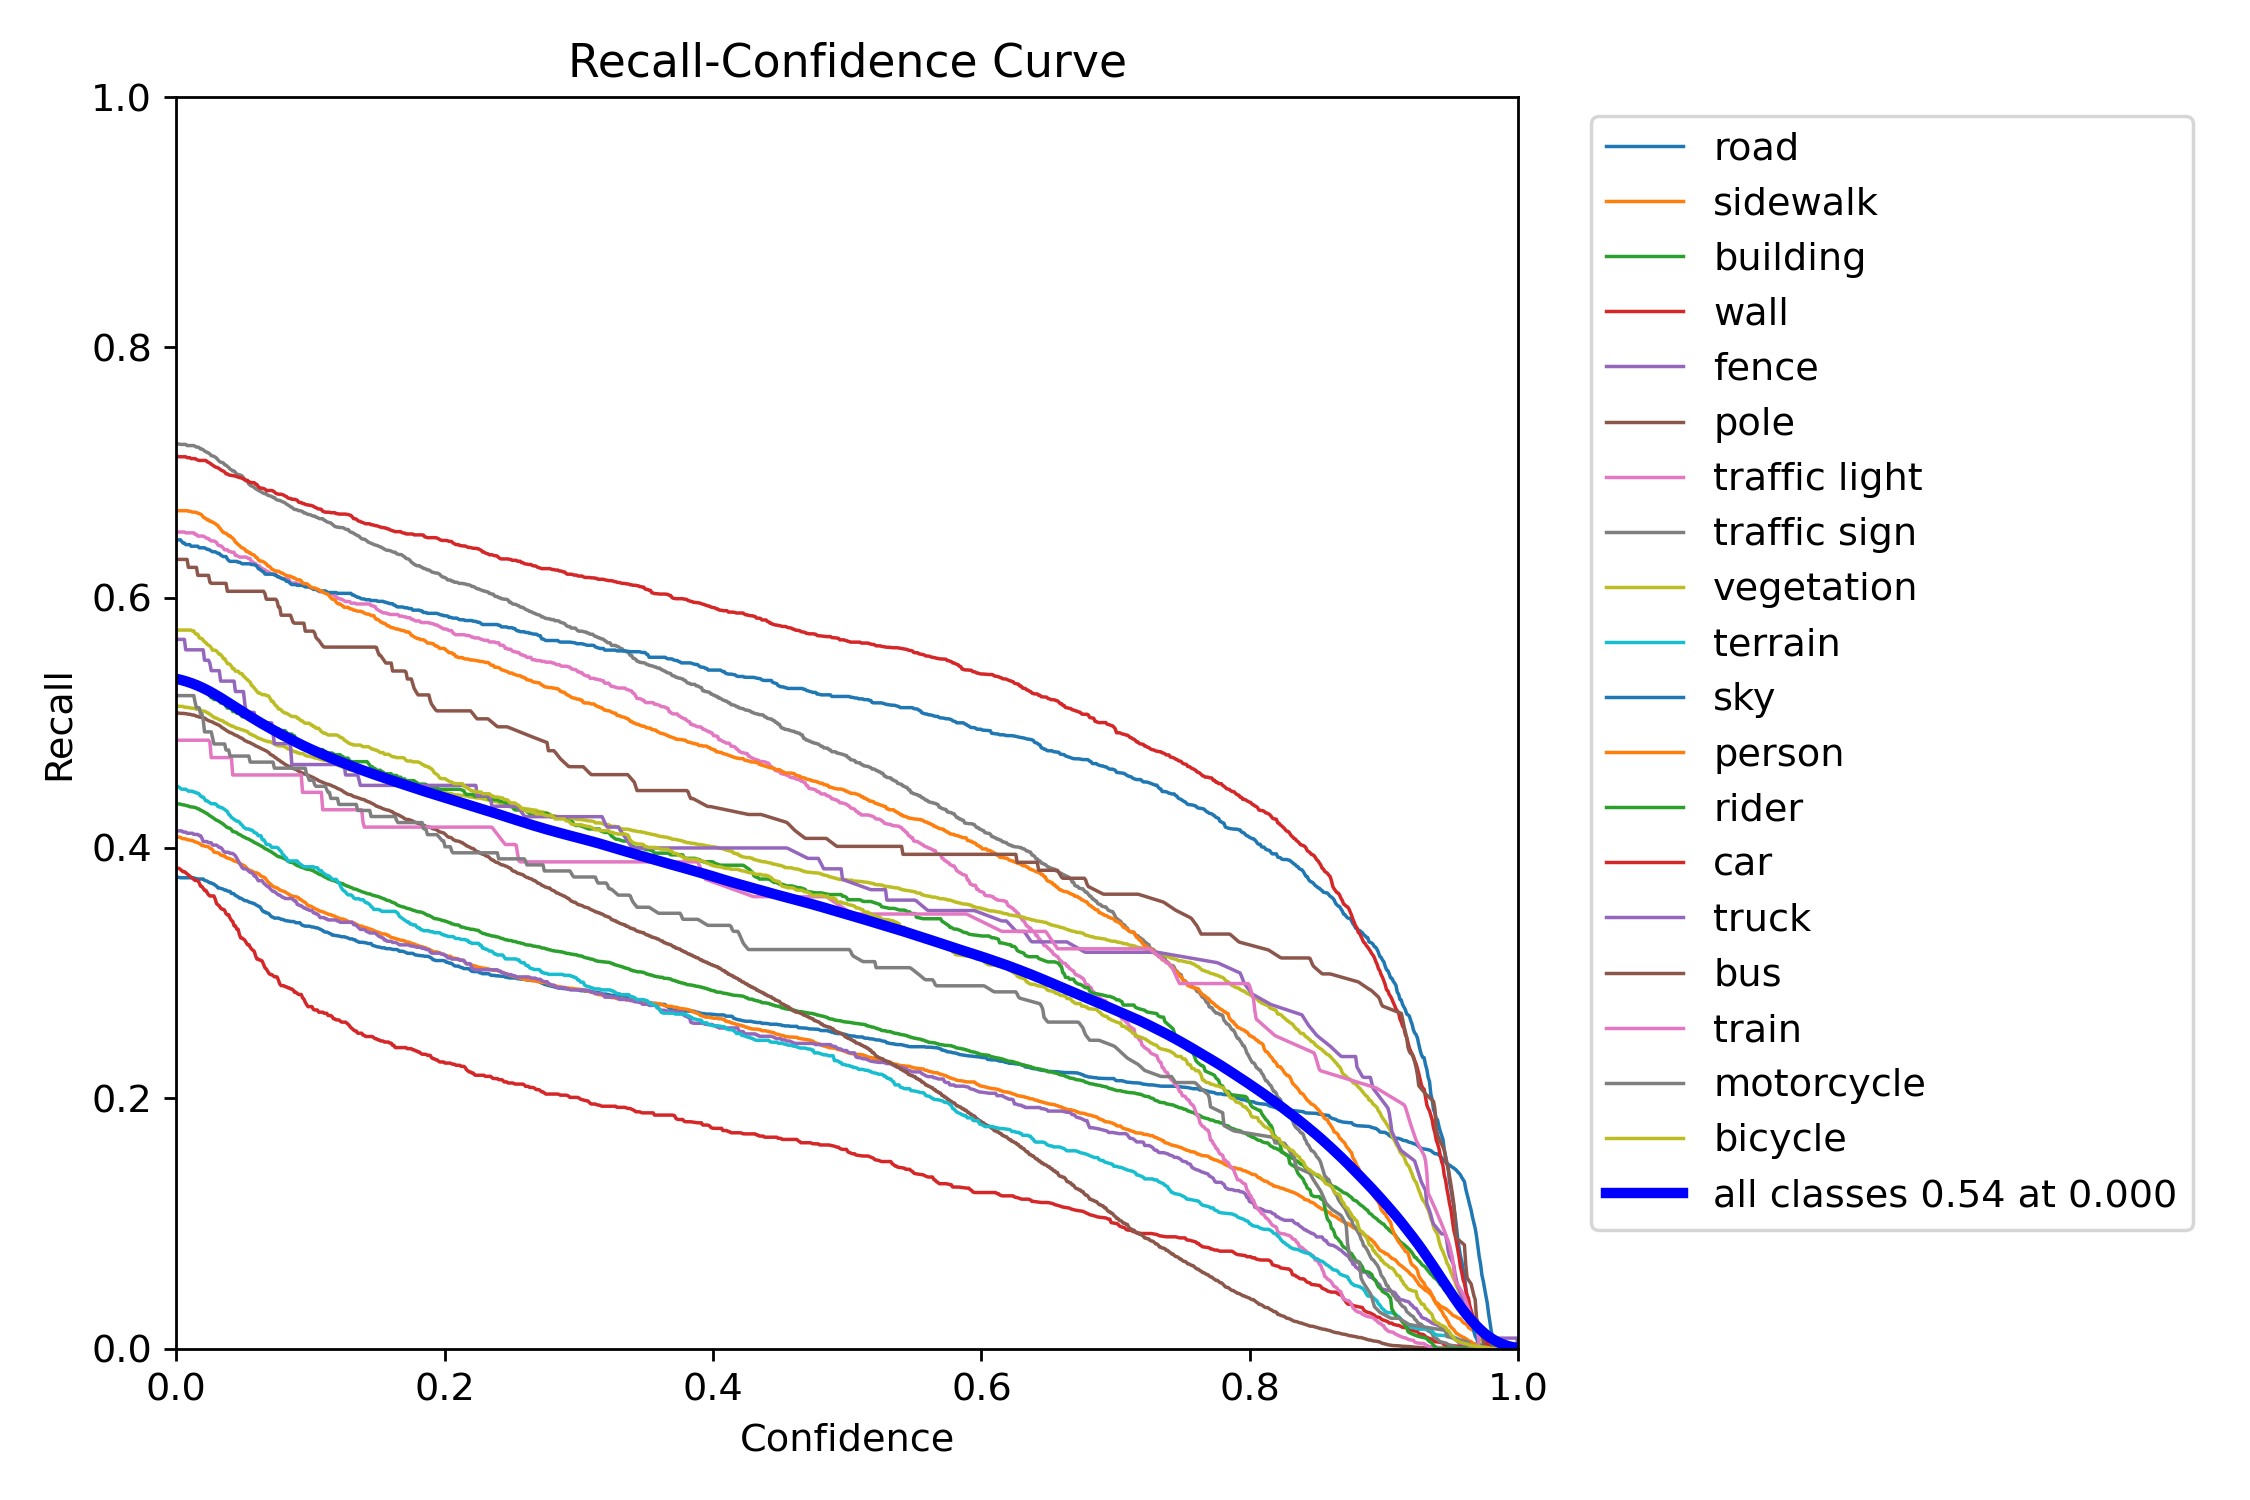 Recall-Confidence Curve
1.0
0.8
0.6
0.4
0.2
0.0
Recall
0.0 0.2 0.4 0.6 0.8 1.0
Confidence
road
sidewalk
building
wall
fence
pole
traffic light
traffic sign
vegetation
terrain
sky
person
rider
car
truck
bus
train
motorcycle
bicycle
all classes 0.54 at 0.000